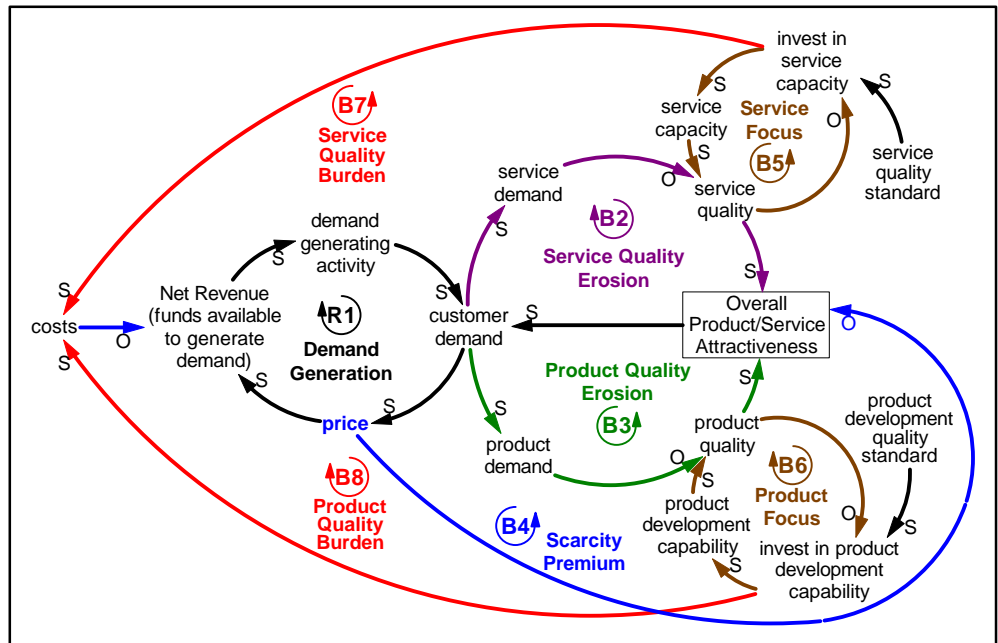 invest in
service
capacity
S
S
B7
Service
Quality
Burden
service
capacity
Service
Focus
O
B5
S
service
quality
standard
service
demand
O
service
quality
demand
generating
activity
S
B2
S
Service Quality
Erosion
S
S
S
Net Revenue
(funds available
to generate
demand)
R1
Demand
Generation
customer
demand
S
Overall
Product/Service
Attractiveness
O
costs
O
S
S
S
price
S
Product Quality
Erosion
B3
S
product
quality
product
development
quality
standard
product
demand
O
S
B6
Product
Focus
B8
Product
Quality
Burden
B4
Scarcity
Premium
product
development
capability
O
S
S
invest in product
development
capability